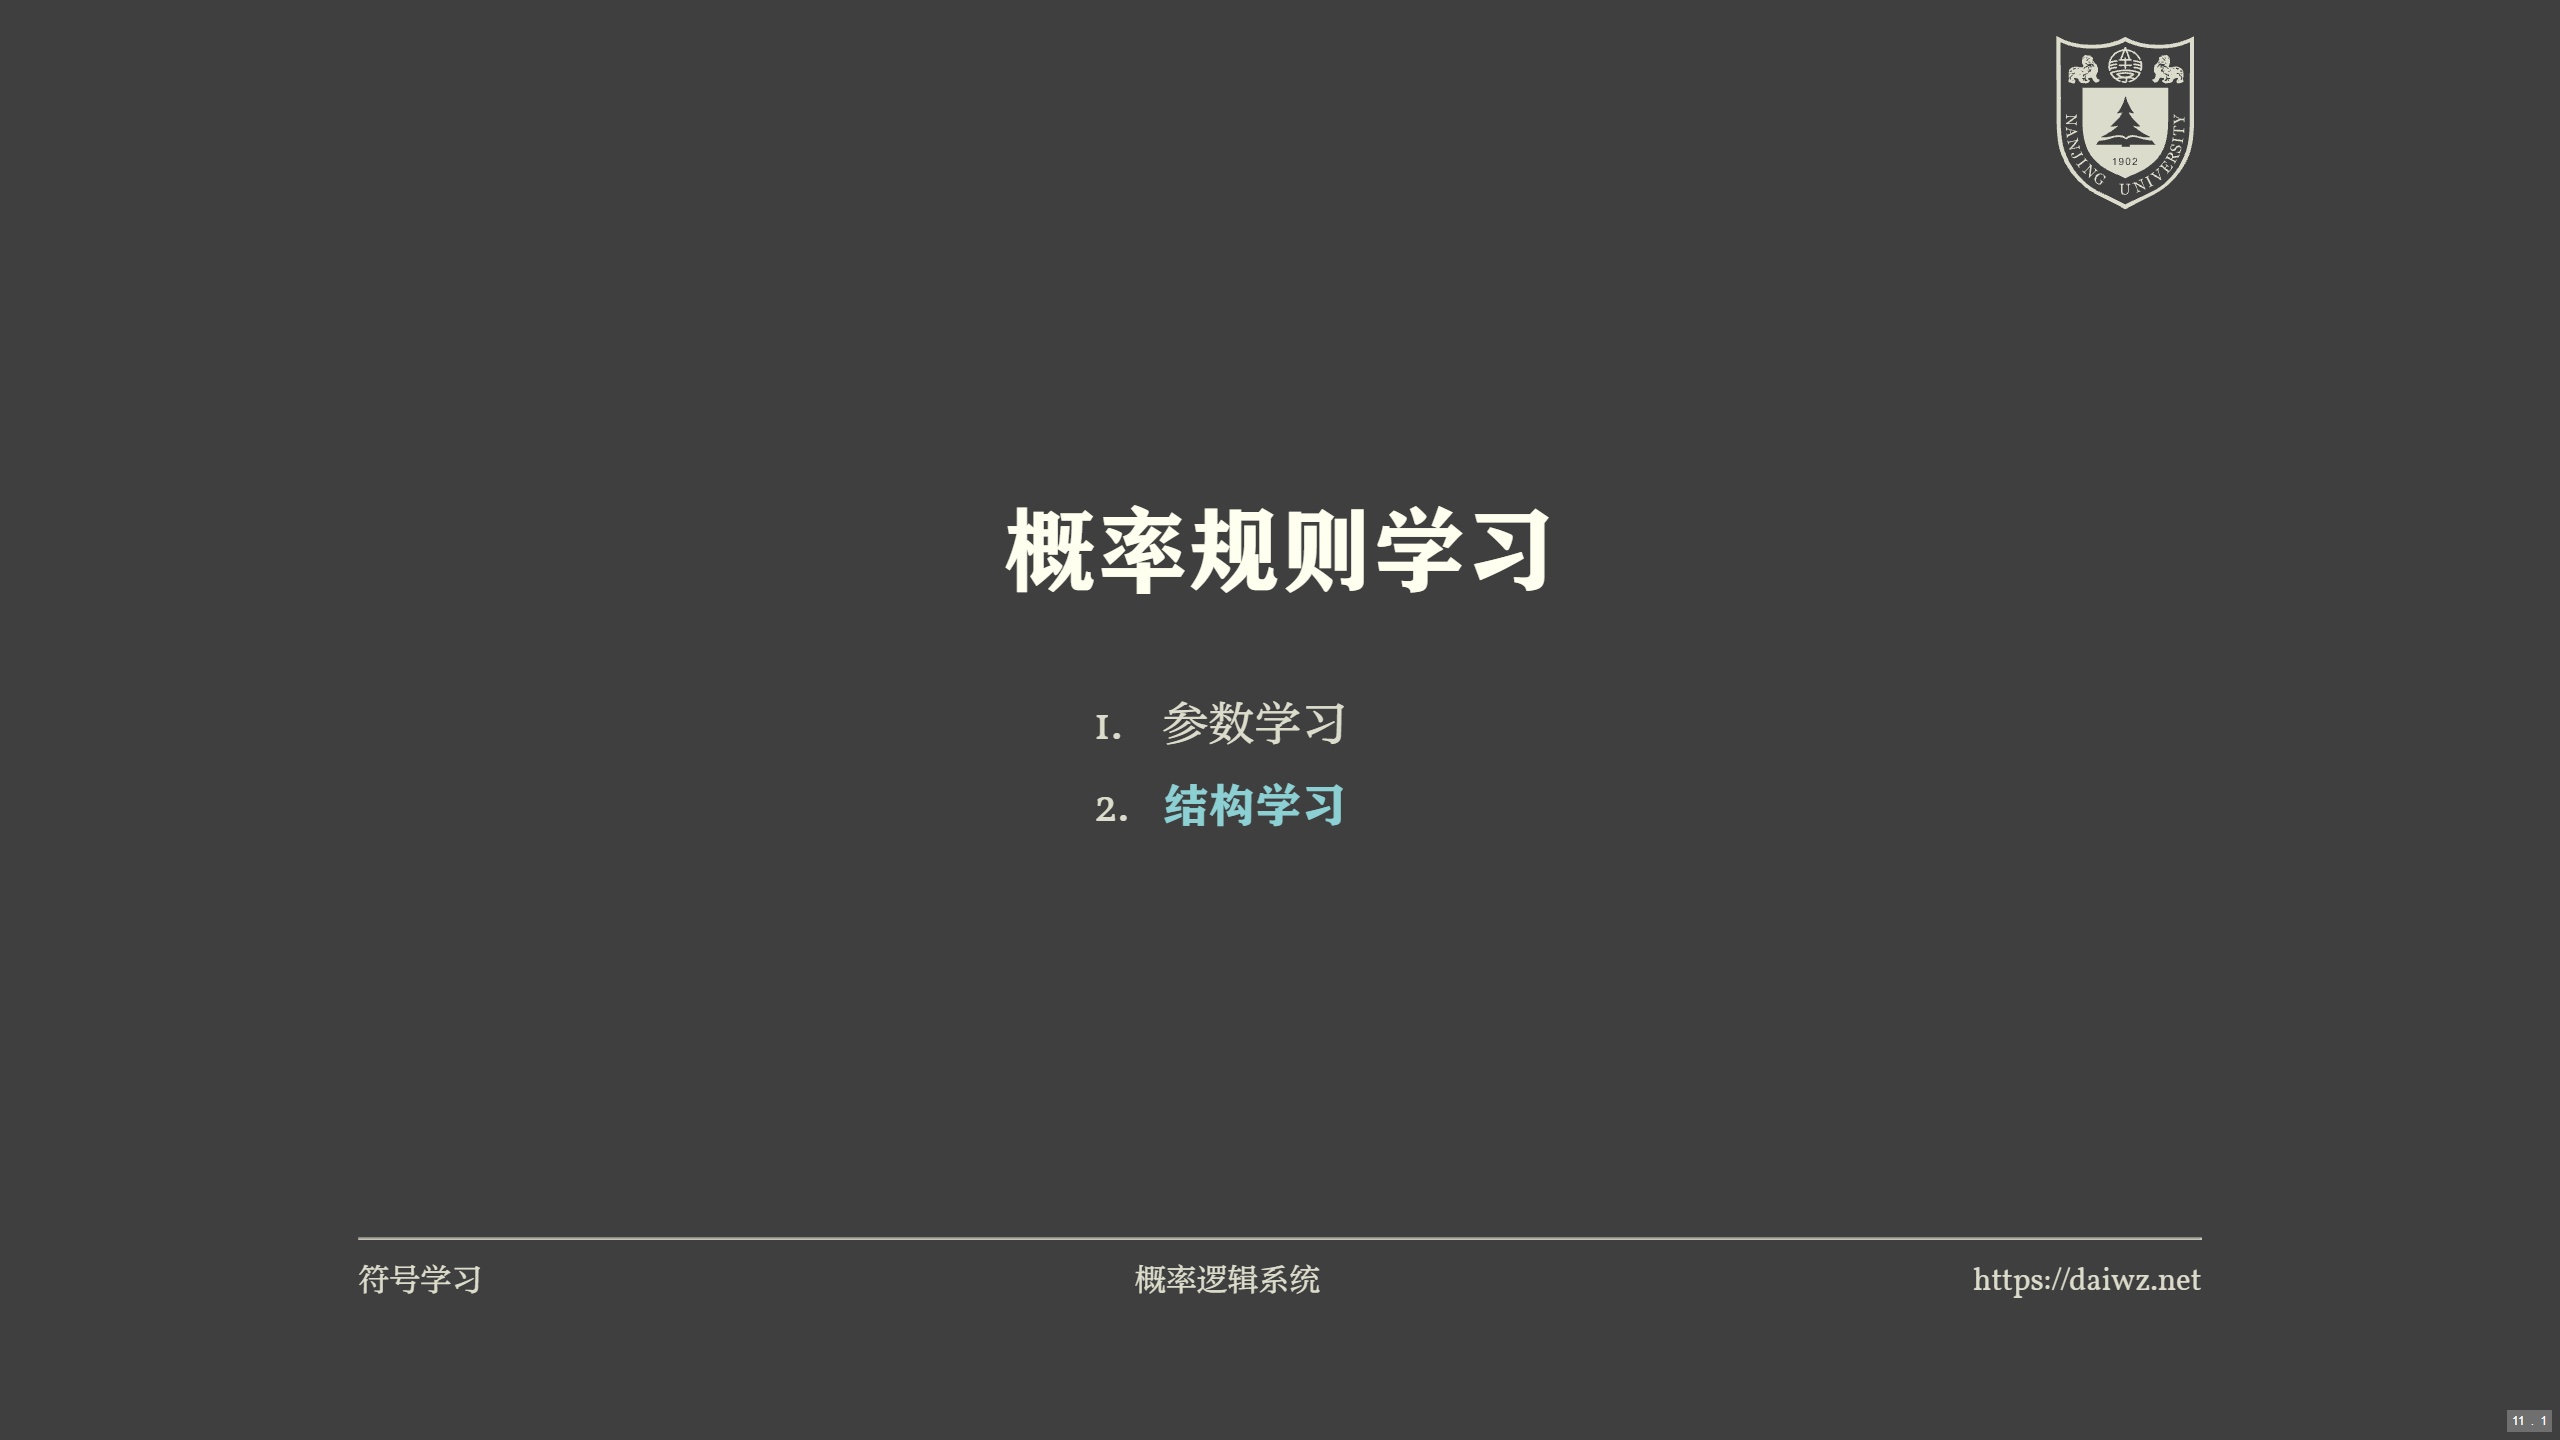 NANJING UNIVERSITY
1902
概率规则学习
1. 参数学习
2. 结构学习
符号学习
概率逻辑系统
https://daiwz.net
11 . 1